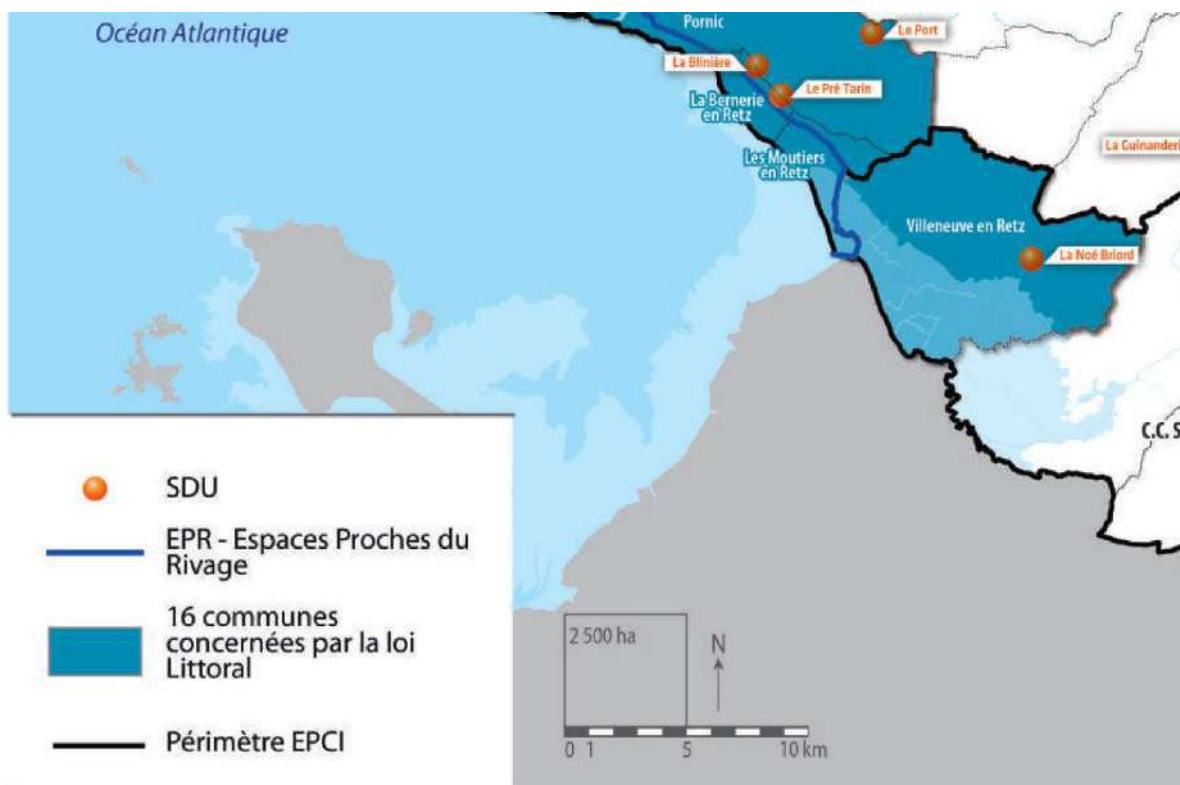 Océan Atlantique
Pornic
Le Port
La Blinière
Le Pré Tarin
La Bernerie
en Retz
La Guinanderi
Les Moutiers
en Retz
Villeneuve en Retz
La Noé Briord
C.C. S
SDU
EPR - Espaces Proches du
Rivage
16 communes
concernées par la loi
Littoral
Périmètre EPCI
2 500 ha
N
0 1 5 10 km